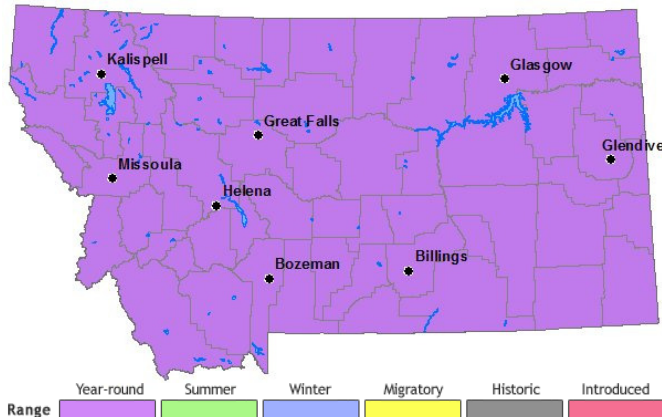 Kalispell
Glasgow
Great Falls
Glendive
Missoula
Helena
Billings
Bozeman
Year-round Summer Winter Migratory Historic Introduced
Range